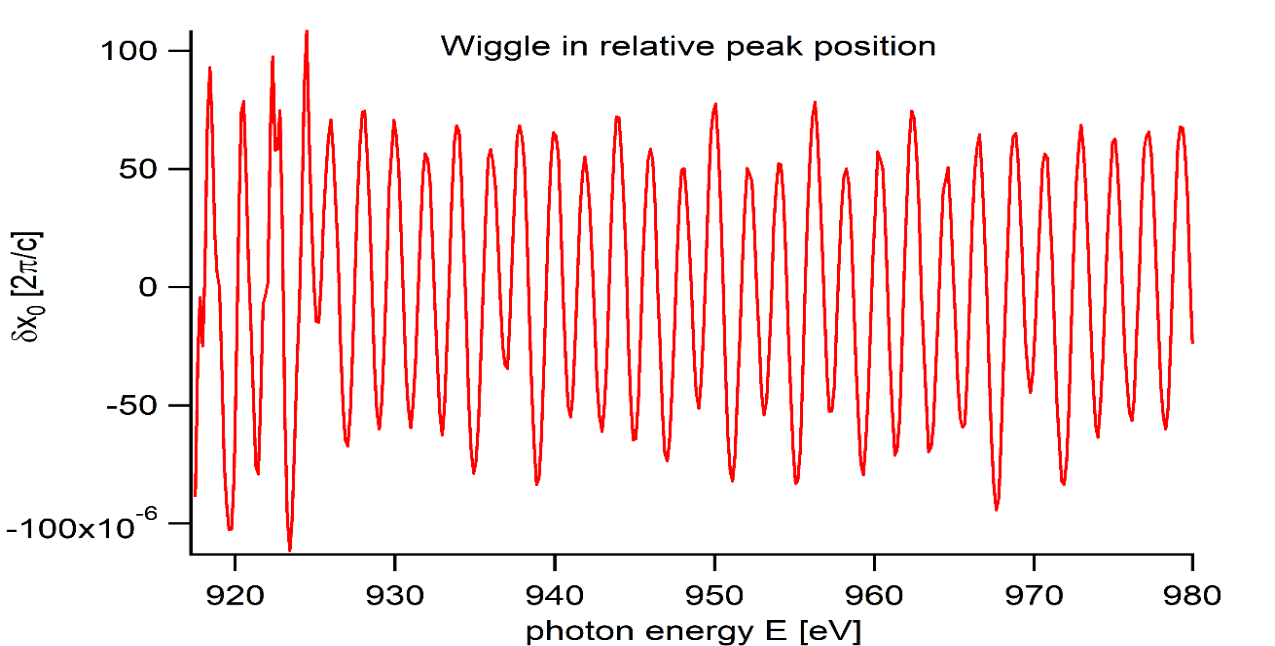 Wiggle in relative peak position
100
50
0
-50
-100x10⁻⁶
δx₀ [2π/c]
920 930 940 950 960 970 980
photon energy E [eV]